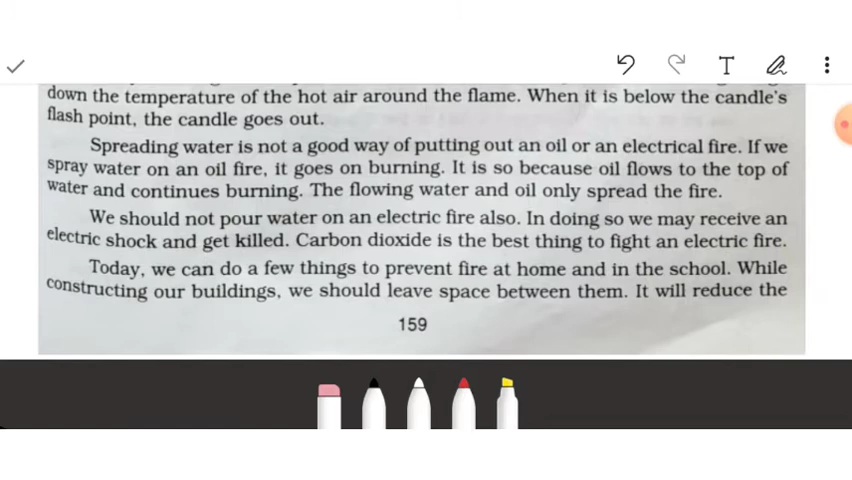 down the temperature of the hot air around the flame. When it is below the candle's
flash point, the candle goes out.
Spreading water is not a good way of putting out an oil or an electrical fire. If we
spray water on an oil fire, it goes on burning. It is so because oil flows to the top of
water and continues burning. The flowing water and oil only spread the fire.
We should not pour water on an electric fire also. In doing so we may receive an
electric shock and get killed. Carbon dioxide is the best thing to fight an electric fire.
Today, we can do a few things to prevent fire at home and in the school. While
constructing our buildings, we should leave space between them. It will reduce the
159